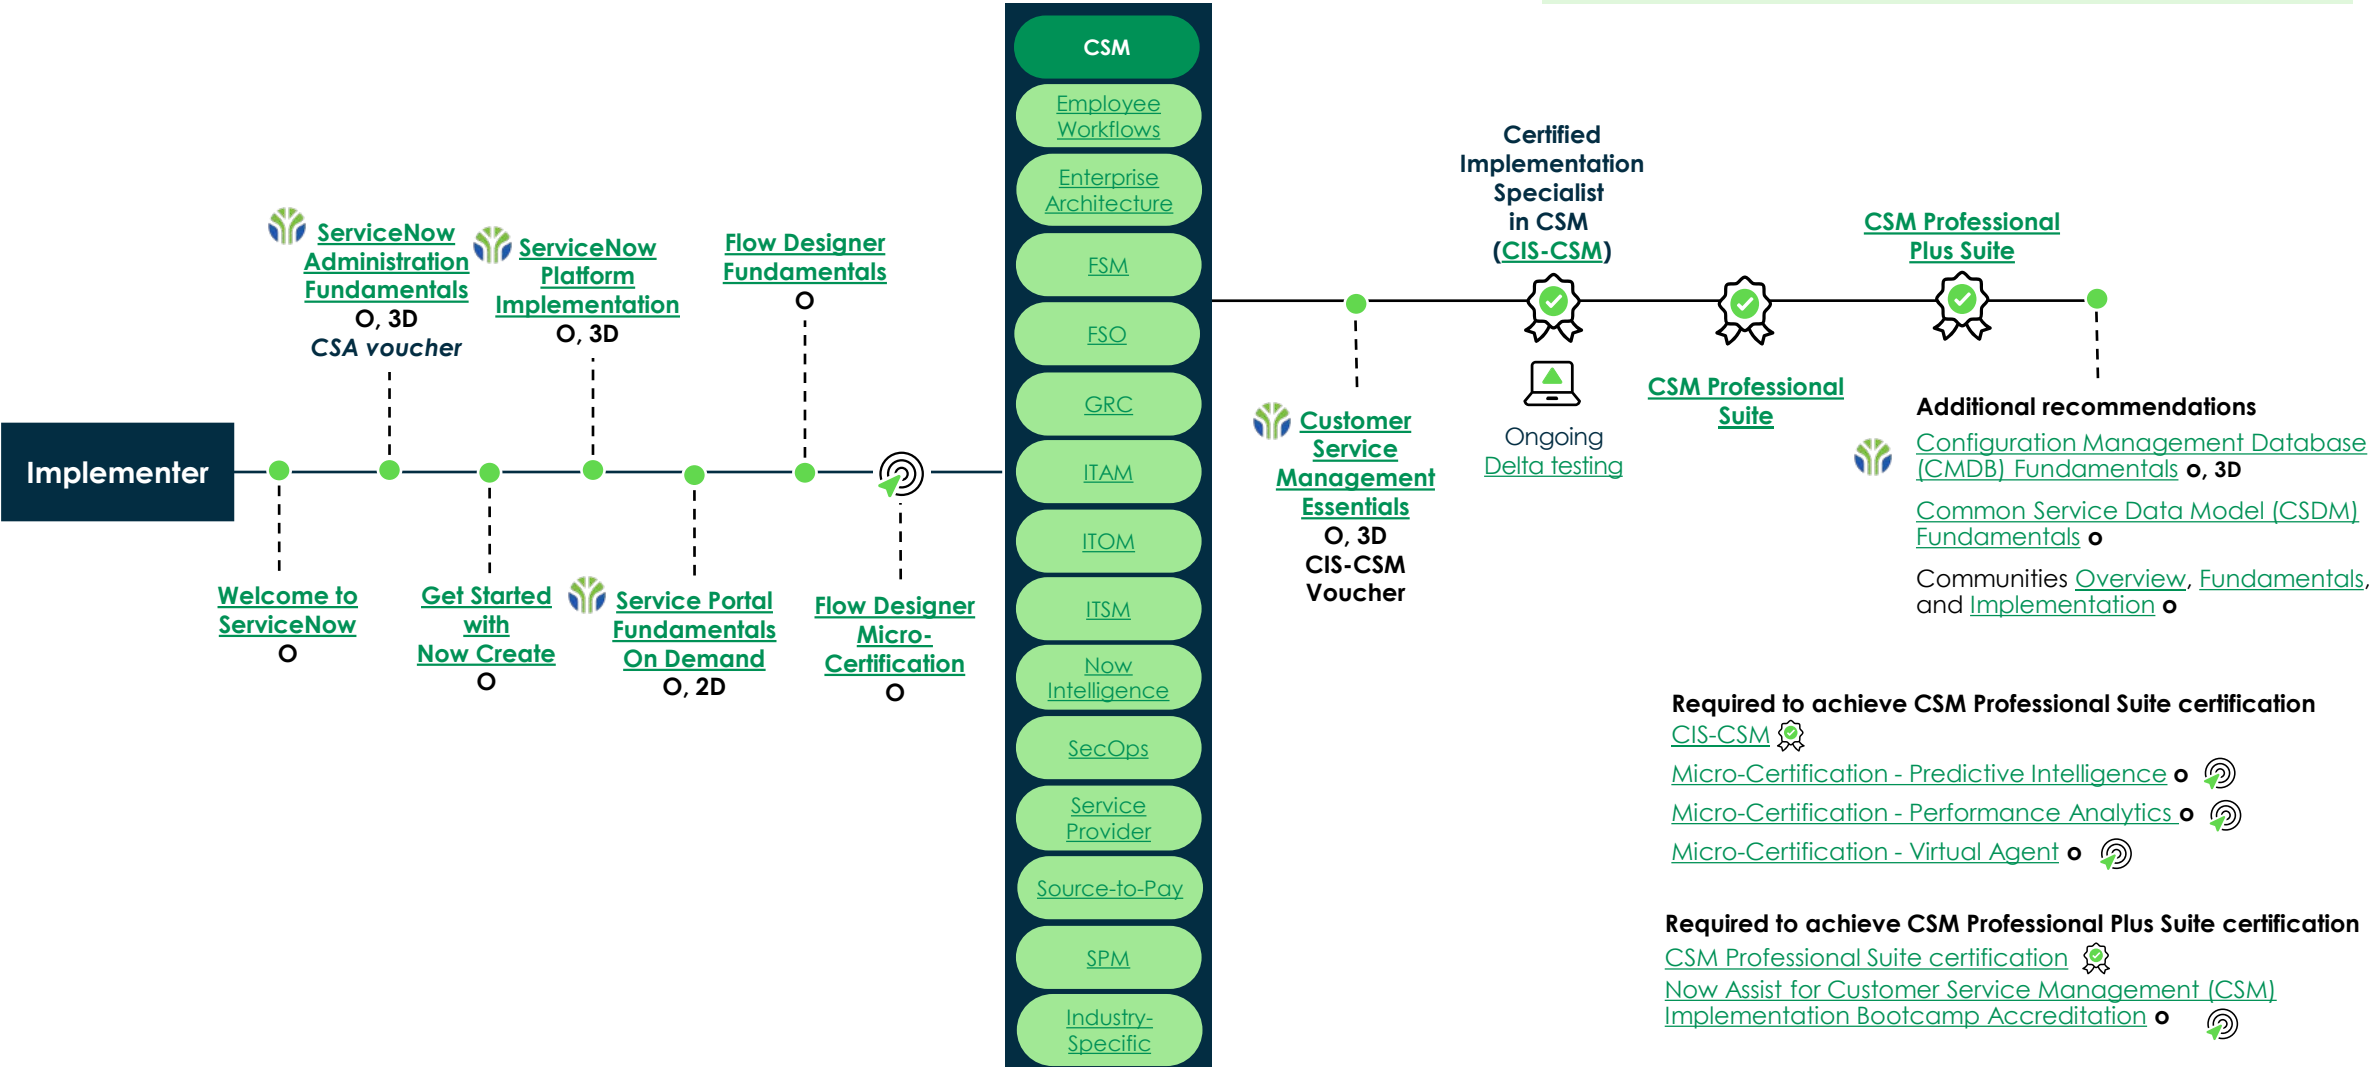 Implementer
Welcome to
ServiceNow
O
ServiceNow
Administration
Fundamentals
O, 3D
CSA voucher
Get Started
with
Now Create
O
ServiceNow
Platform
Implementation
O, 3D
Service Portal
Fundamentals
On Demand
O, 2D
Flow Designer
Fundamentals
O
Flow Designer
Micro-
Certification
O
CSM
Employee
Workflows
Enterprise
Architecture
FSM
FSO
GRC
ITAM
ITOM
ITSM
Now
Intelligence
SecOps
Service
Provider
Source-to-Pay
SPM
Industry-
Specific
Customer
Service
Management
Essentials
O, 3D
CIS-CSM
Voucher
Certified
Implementation
Specialist
in CSM
(CIS-CSM)
Ongoing
Delta testing
CSM Professional
Suite
CSM Professional
Plus Suite
Additional recommendations
Configuration Management Database
(CMDB) Fundamentals o, 3D
Common Service Data Model (CSDM)
Fundamentals o
Communities Overview, Fundamentals,
and Implementation o
Required to achieve CSM Professional Suite certification
CIS-CSM
Micro-Certification - Predictive Intelligence o
Micro-Certification - Performance Analytics o
Micro-Certification - Virtual Agent o
Required to achieve CSM Professional Plus Suite certification
CSM Professional Suite certification
Now Assist for Customer Service Management (CSM)
Implementation Bootcamp Accreditation o